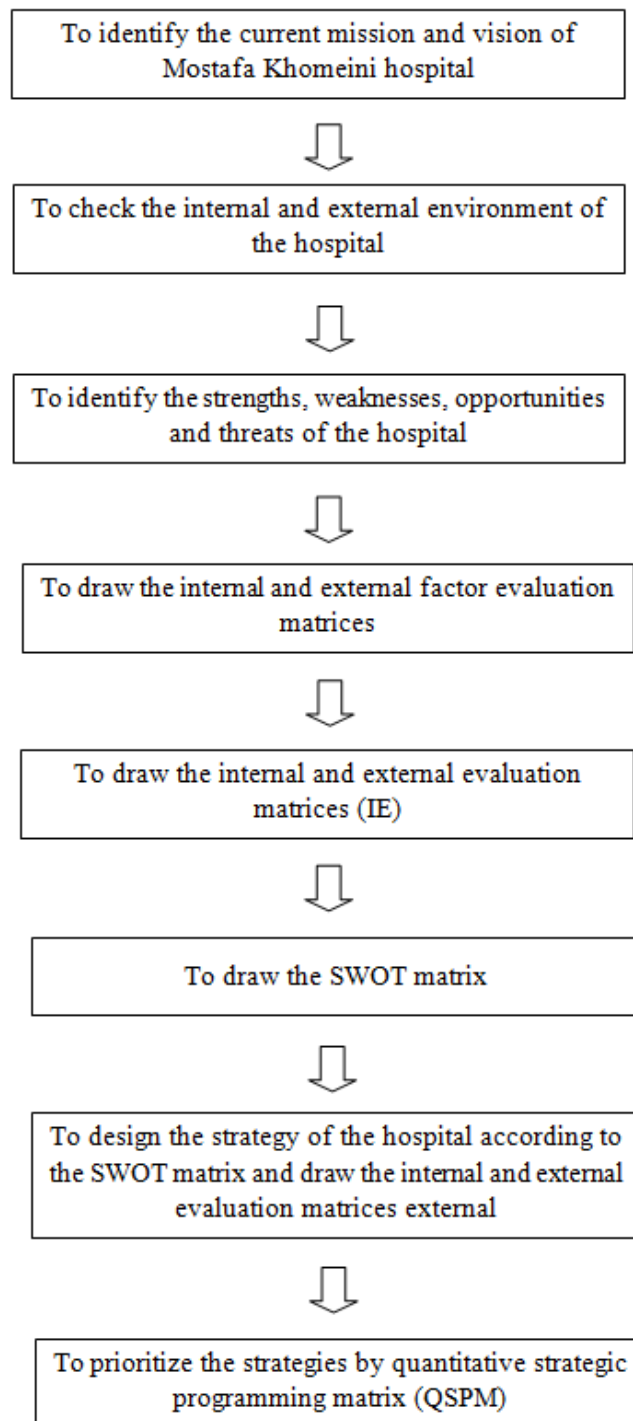 To identify the current mission and vision of
Mostafa Khomeini hospital
To check the internal and external environment of
the hospital
To identify the strengths, weaknesses, opportunities
and threats of the hospital
To draw the internal and external factor evaluation
matrices
To draw the internal and external evaluation
matrices (IE)
To draw the SWOT matrix
To design the strategy of the hospital according to
the SWOT matrix and draw the internal and external
evaluation matrices external
To prioritize the strategies by quantitative strategic
programming matrix (QSPM)